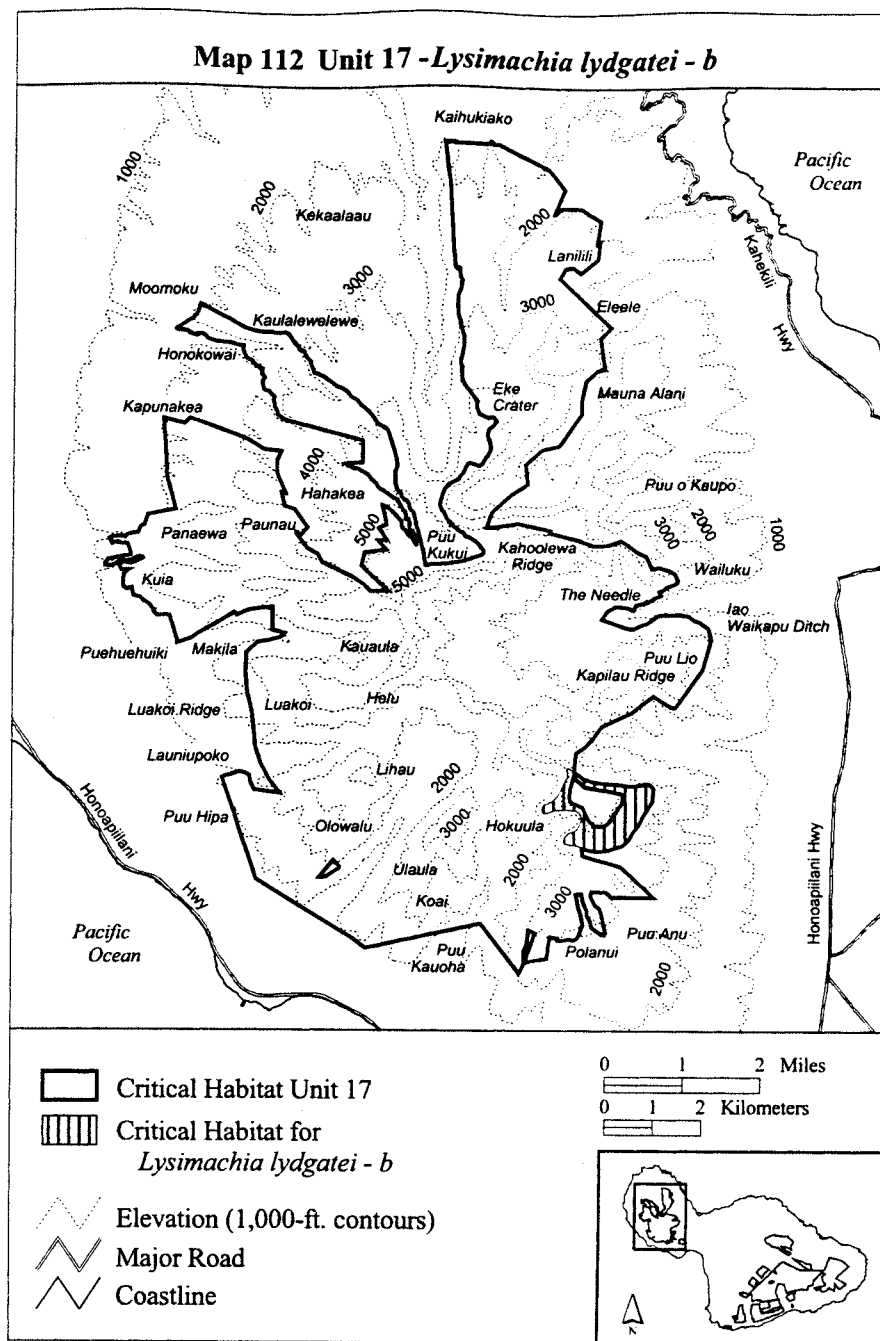 Map 112 Unit 17 - Lysimachia lydgatei - b
Kaihukiako
Pacific
Ocean
1000
2000
Kekaalaau
2000
Kahekili
Hwy
Lanilili
3000
Moomoku
3000
Eleele
Kaulalewelewe
Honokowai
Eke
Crater
Mauna Alani
Kapunakea
4000
Hahakea
Puu o Kaupo
Panaewa
Paunau
5000
Puu
Kukui
Kahoolewa
Ridge
3000
2000
1000
Wailuku
Kuia
5000
The Needle
Iao
Waikapu Ditch
Puehuehuiki
Makila
Kauaula
Puu Lio
Kapilau Ridge
Luakoi Ridge
Luakoi
Helu
Launiupoko
Lihau
2000
Honoapiilani
Hwy
Puu Hipa
Olowalu
3000
Hokuula
Ulaula
2000
Honoapiilani Hwy
Koai
3000
Pacific
Ocean
Puu
Kauoha
Polanui
Puu Anu
2000
0 1 2 Miles
0 1 2 Kilometers
Critical Habitat Unit 17
Critical Habitat for
Lysimachia lydgatei - b
Elevation (1,000-ft. contours)
Major Road
Coastline
N